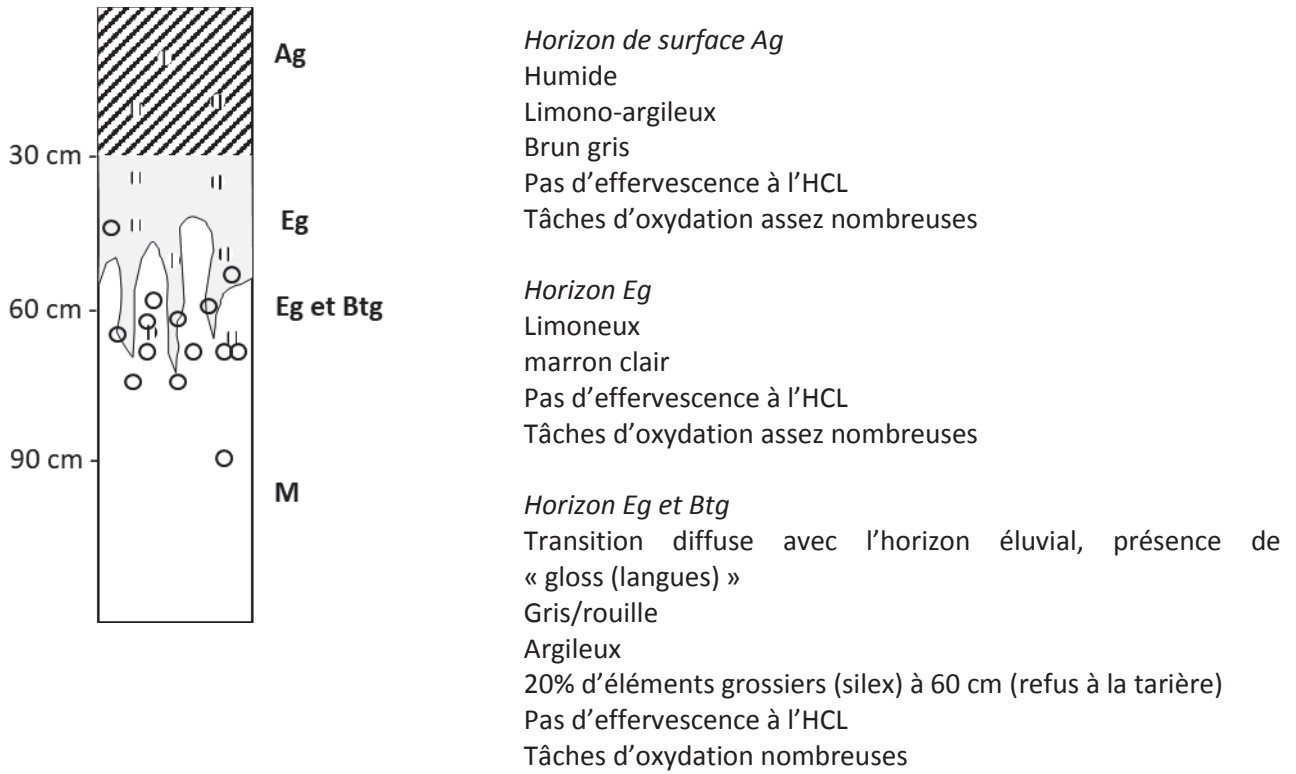 Ag
30 cm
Eg
60 cm
Eg et Btg
90 cm
M
Horizon de surface Ag
Humide
Limono-argileux
Brun gris
Pas d’effervescence à l’HCL
Tâches d’oxydation assez nombreuses
Horizon Eg
Limoneux
marron clair
Pas d’effervescence à l’HCL
Tâches d’oxydation assez nombreuses
Horizon Eg et Btg
Transition diffuse avec l’horizon éluvial, présence de
« gloss (langues) »
Gris/rouille
Argileux
20% d’éléments grossiers (silex) à 60 cm (refus à la tarière)
Pas d’effervescence à l’HCL
Tâches d’oxydation nombreuses